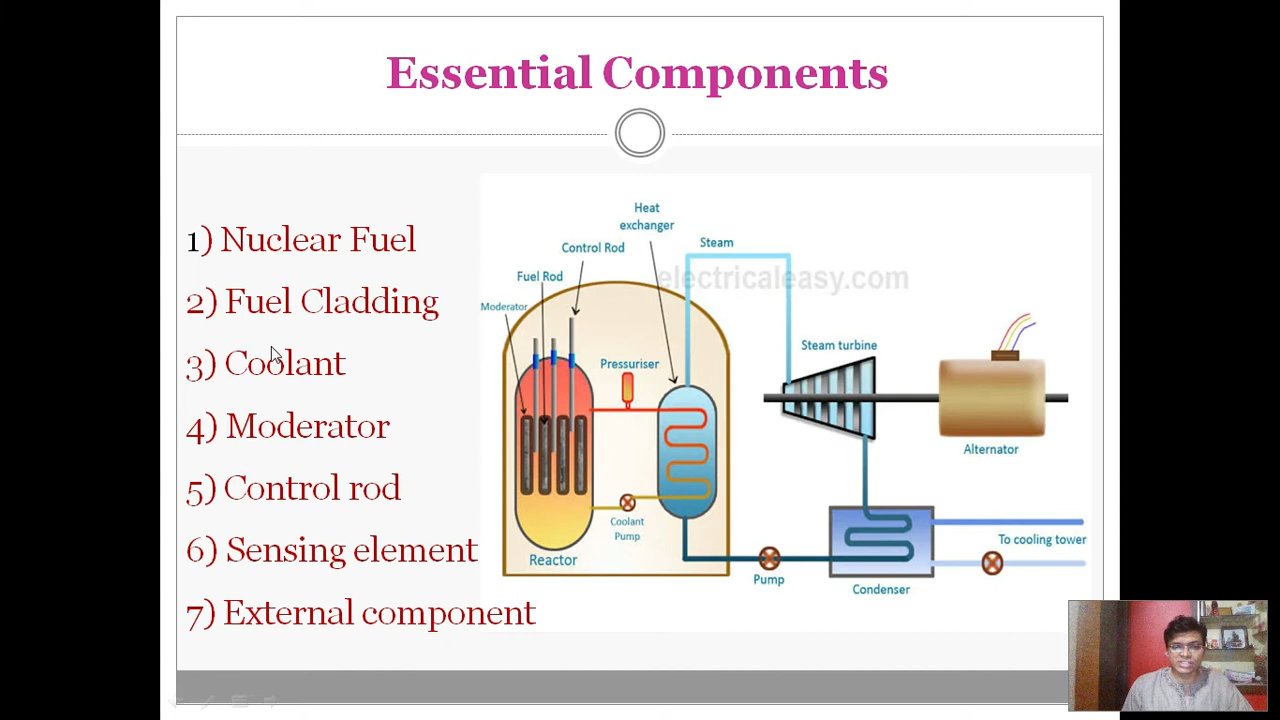 Essential Components
1) Nuclear Fuel
2) Fuel Cladding
3) Coolant
4) Moderator
5) Control rod
6) Sensing element
7) External component
Heat
exchanger
Control Rod
Steam
electricaleasy.com
Fuel Rod
Moderator
Pressuriser
Steam turbine
Alternator
Coolant
Pump
Reactor
Pump
To cooling tower
Condenser